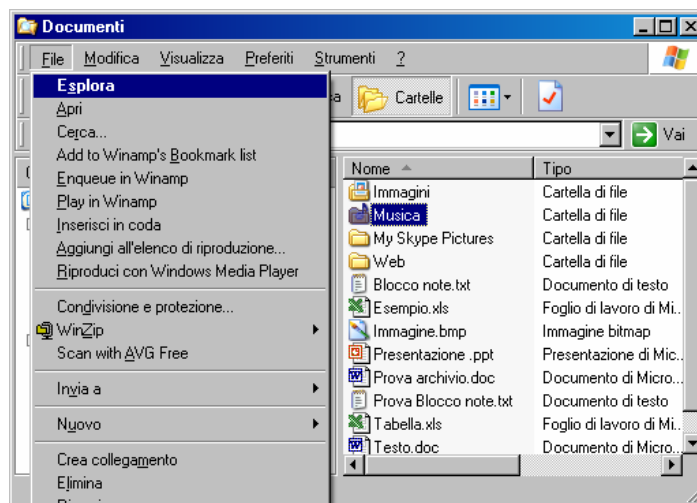 Documenti
File Modifica Visualizza Preferiti Strumenti ?
Esplora
Apri
Cerca...
Add to Winamp's Bookmark list
Enqueue in Winamp
Play in Winamp
Inserisci in coda
Aggiungi all'elenco di riproduzione...
Riproduci con Windows Media Player
Condivisione e protezione...
WinZip
Scan with AVG Free
Invia a
Nuovo
Crea collegamento
Elimina
Cartelle
Vai
Nome Tipo
Immagini Cartella di file
Musica Cartella di file
My Skype Pictures Cartella di file
Web Cartella di file
Blocco note.txt Documento di testo
Esempio.xls Foglio di lavoro di Mi...
Immagine.bmp Immagine bitmap
Presentazione .ppt Presentazione di Mic...
Prova archivio.doc Documento di Micro...
Prova Blocco note.txt Documento di testo
Tabella.xls Foglio di lavoro di Mi...
Testo.doc Documento di Micro...